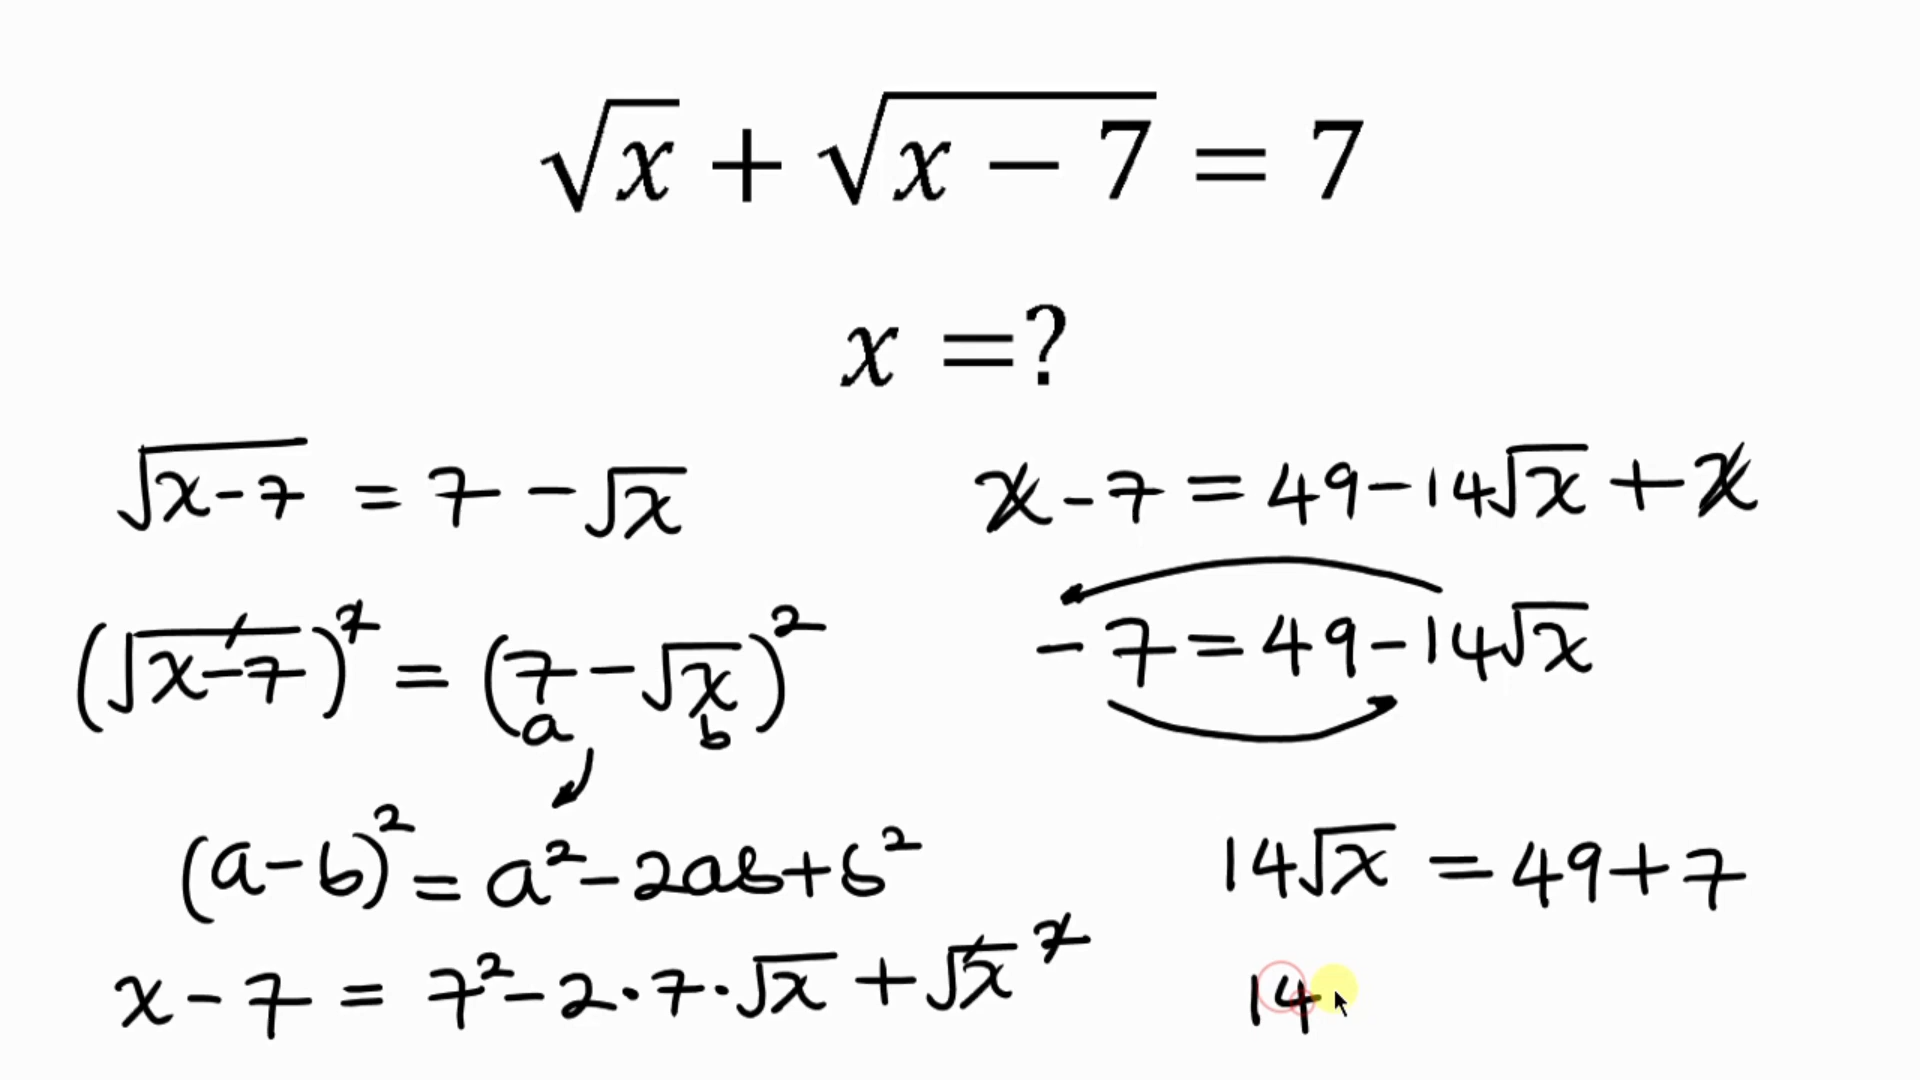 √x + √(x − 7) = 7
x =?
√(x-7) = 7 - √x
(√(x-7))² = (7 - √x)²
a b
(a-b)² = a² - 2ab + b²
x - 7 = 7² - 2·7·√x + √x²
x - 7 = 49 - 14√x + x
-7 = 49 - 14√x
14√x = 49 + 7
14